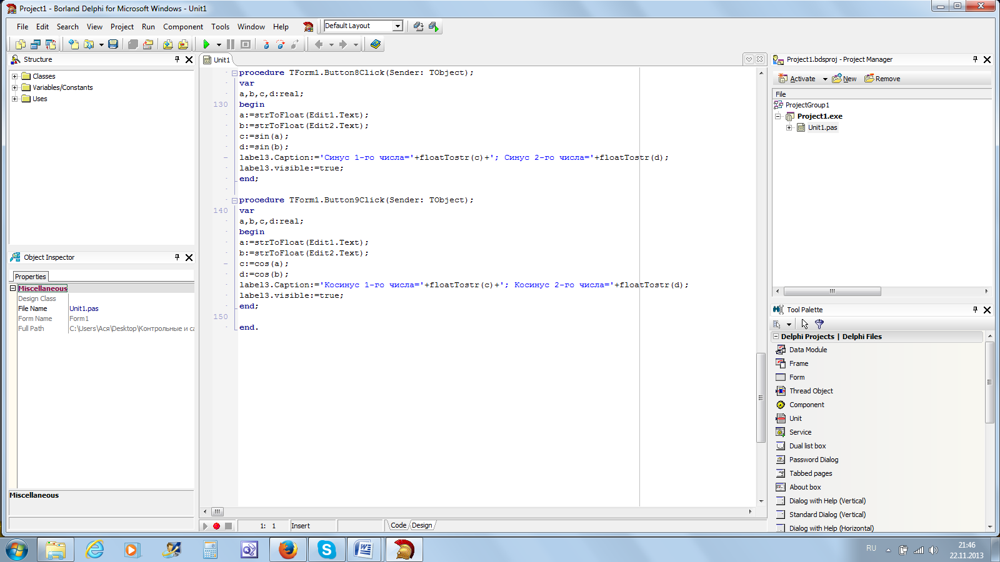 Project1 - Borland Delphi for Microsoft Windows - Unit1
File Edit Search View Project Run Component Tools Window Help Default Layout
Structure
Classes
Variables/Constants
Uses
Object Inspector
Properties
Miscellaneous
Design Class
File Name Unit1.pas
Form Name Form1
Full Path C:\Users\Ася\Desktop\Контрольные и са
Miscellaneous
Unit1
procedure TForm1.Button8Click(Sender: TObject);
var
a,b,c,d:real;
130 begin
a:=strToFloat(Edit1.Text);
b:=strToFloat(Edit2.Text);
c:=sin(a);
d:=sin(b);
label3.Caption:='Синус 1-го числа='+floatTostr(c)+'; Синус 2-го числа='+floatTostr(d);
label3.visible:=true;
end;
procedure TForm1.Button9Click(Sender: TObject);
140 var
a,b,c,d:real;
begin
a:=strToFloat(Edit1.Text);
b:=strToFloat(Edit2.Text);
c:=cos(a);
d:=cos(b);
label3.Caption:='Косинус 1-го числа='+floatTostr(c)+'; Косинус 2-го числа='+floatTostr(d);
label3.visible:=true;
end;
150
end.
1: 1 Insert Code Design
Project1.bdsproj - Project Manager
Activate New Remove
File
ProjectGroup1
Project1.exe
Unit1.pas
Tool Palette
Delphi Projects | Delphi Files
Data Module
Frame
Form
Thread Object
Component
Unit
Service
Dual list box
Password Dialog
Tabbed pages
About box
Dialog with Help (Vertical)
Standard Dialog (Vertical)
Dialog with Help (Horizontal)
RU
21:46
22.11.2013